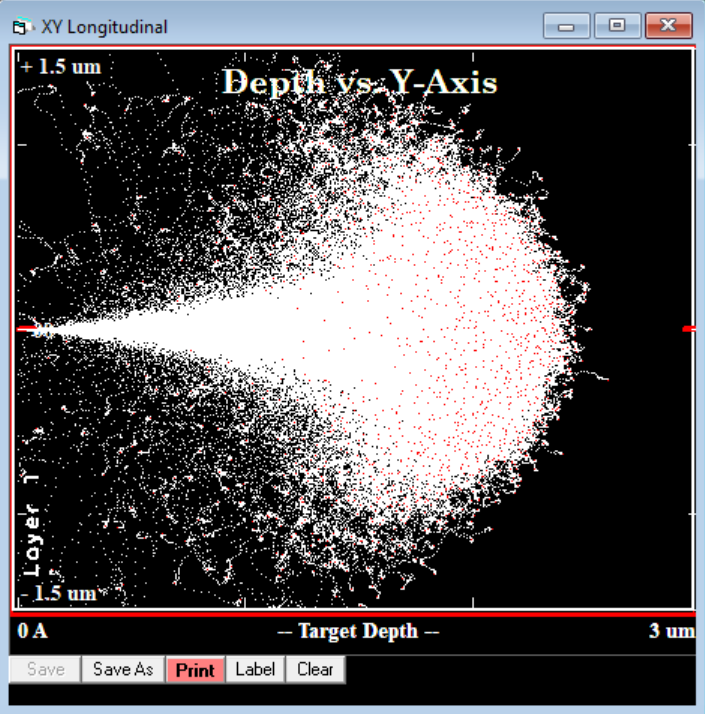 XY Longitudinal
+ 1.5 um
Depth vs Y-Axis
Layer 1
- 1.5 um
0 A -- Target Depth -- 3 um
Save Save As Print Label Clear